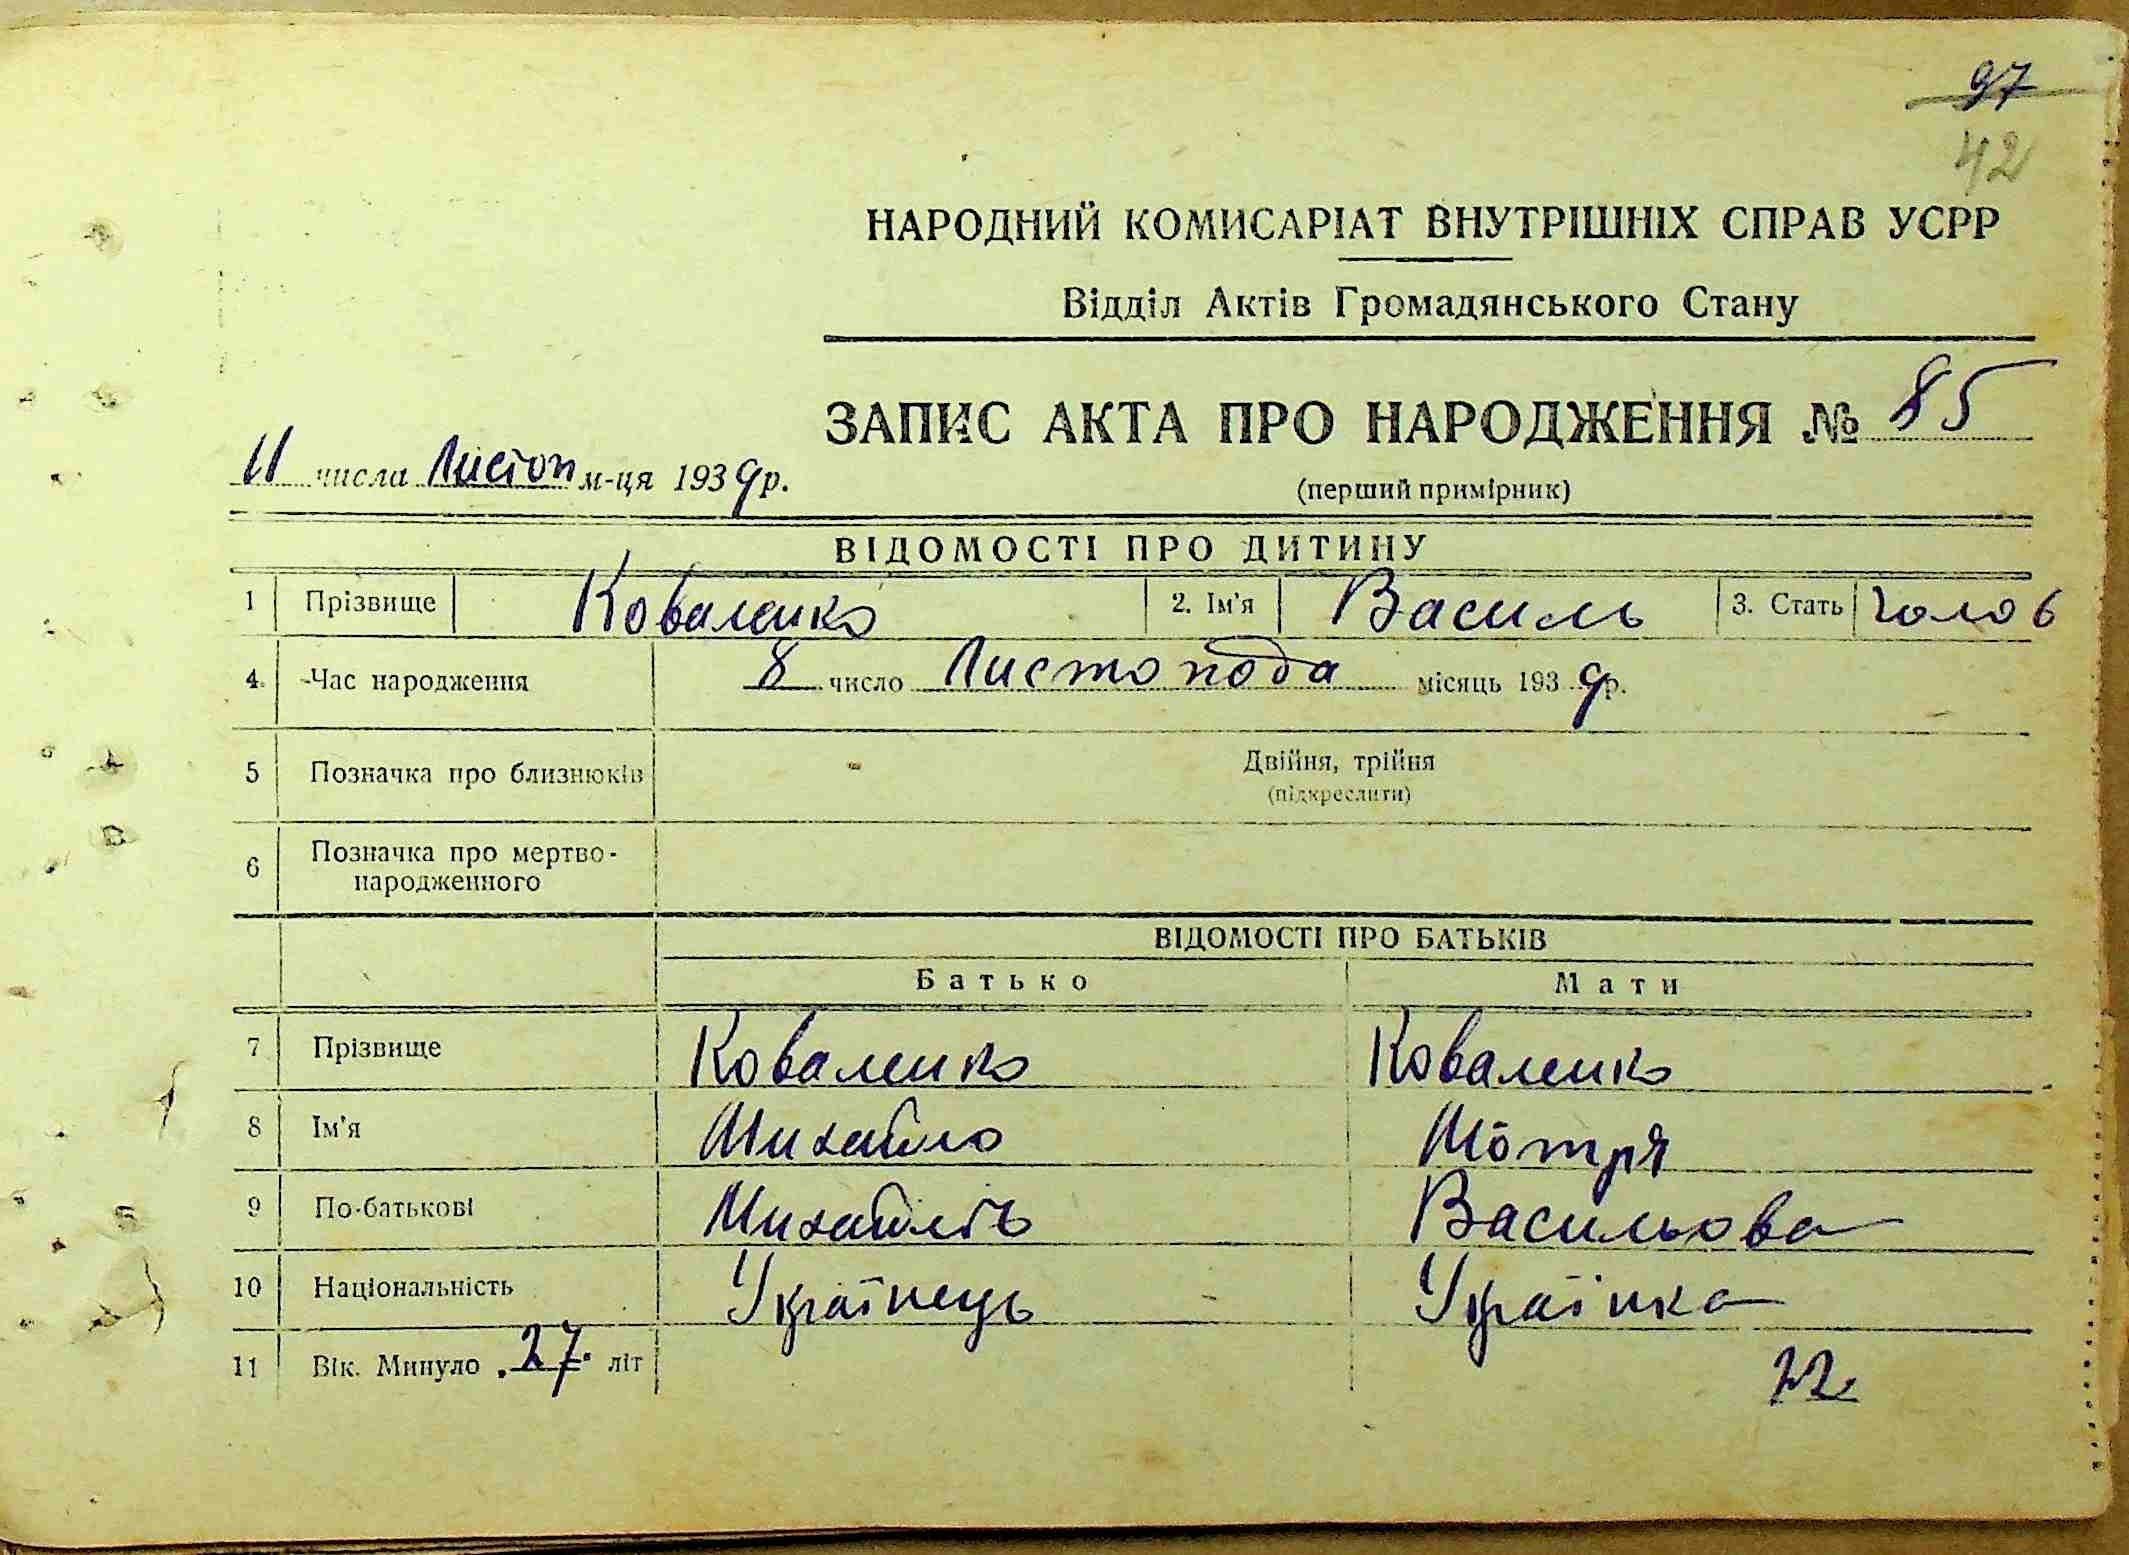 97
42
НАРОДНИЙ КОМИСАРІАТ ВНУТРІШНІХ СПРАВ УСРР
Відділ Актів Громадянського Стану
ЗАПИС АКТА ПРО НАРОДЖЕННЯ № 85
11 числа Листоп м-ця 1939 р.
(перший примірник)
ВІДОМОСТІ ПРО ДИТИНУ
1 Прізвище Коваленко 2. Ім'я Василь 3. Стать Чолов
4. Час народження 8 число Листопода місяць 1939 р.
5 Позначка про близнюків Двійня, трійня
(підкреслити)
6 Позначка про мертво-
народженного
ВІДОМОСТІ ПРО БАТЬКІВ
Батько Мати
7 Прізвище Коваленко Коваленко
8 Ім'я Михайло Мотря
9 По-батькові Васильова
10 Національність Українець Українка
11 Вік. Минуло 27 літ 22